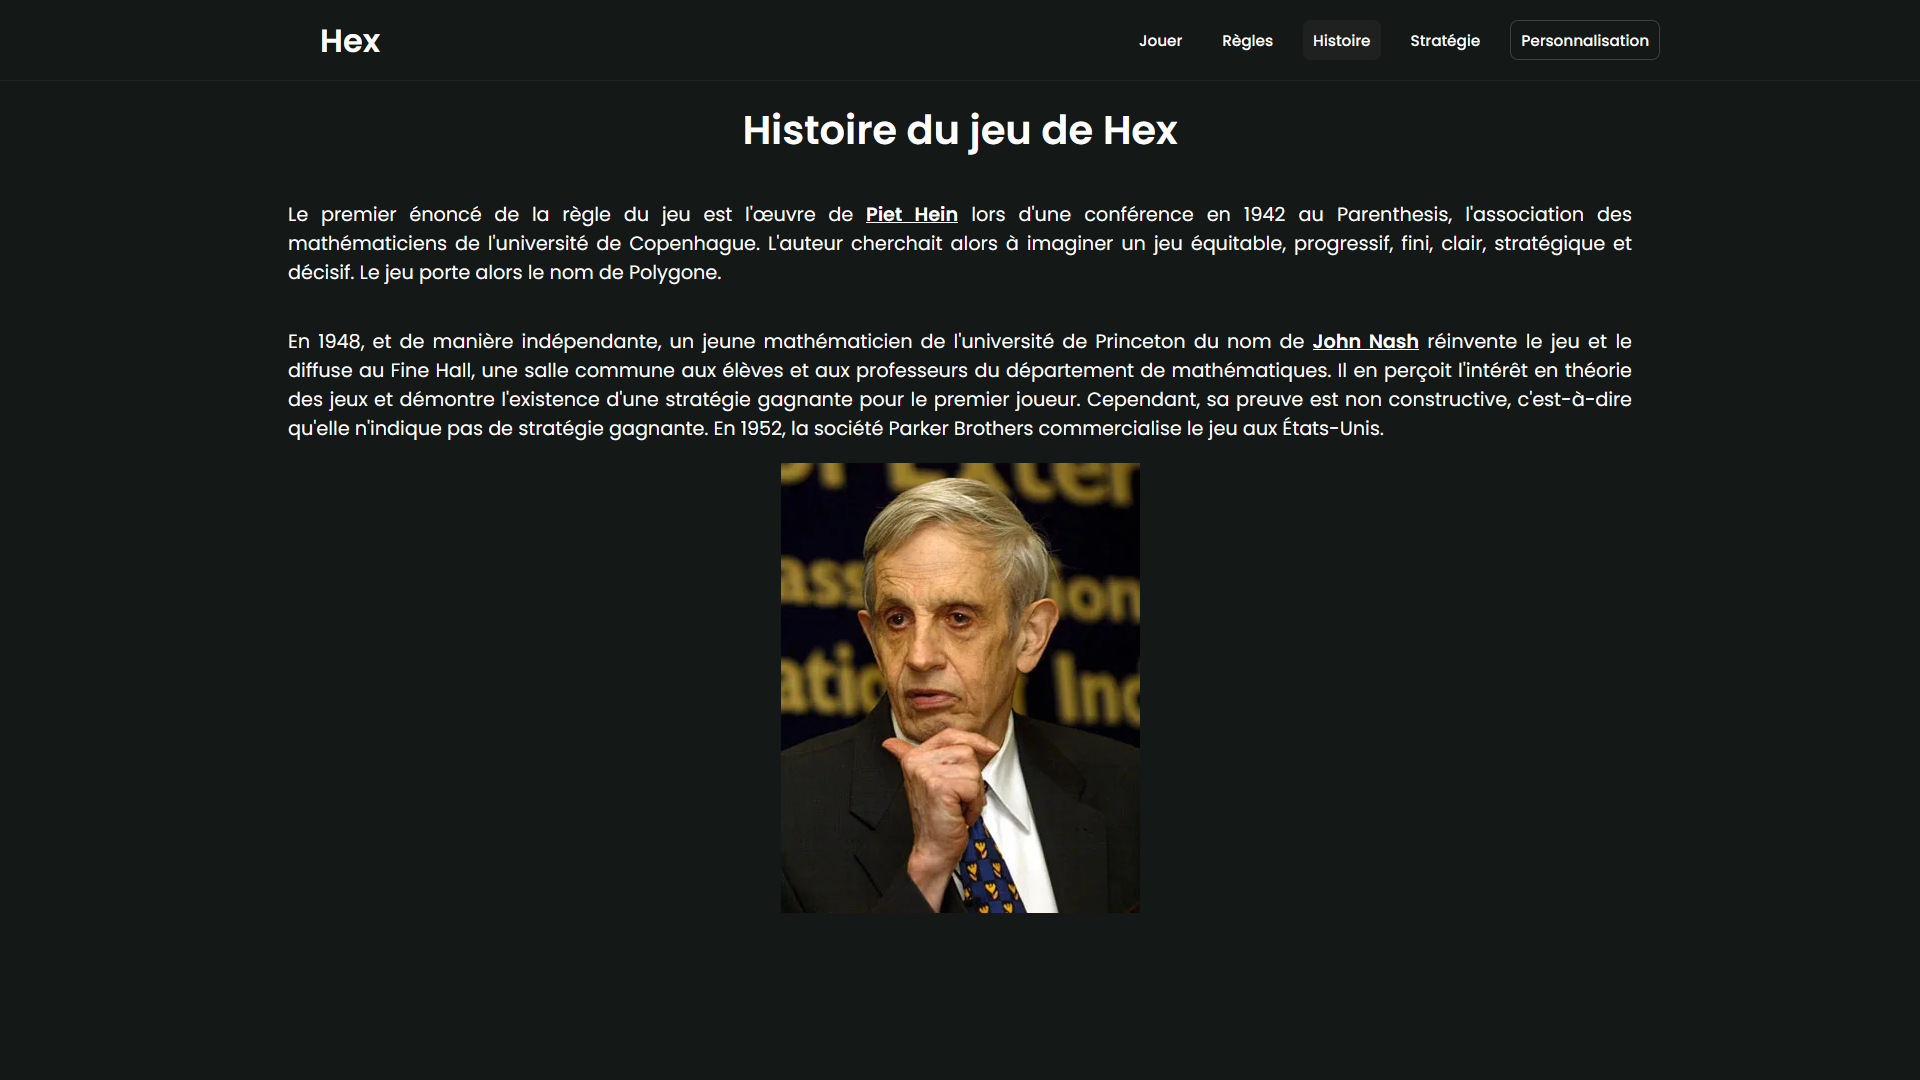 Hex
Jouer Règles Histoire Stratégie Personnalisation
Histoire du jeu de Hex
Le premier énoncé de la règle du jeu est l'œuvre de Piet Hein lors d'une conférence en 1942 au Parenthesis, l'association des
mathématiciens de l'université de Copenhague. L'auteur cherchait alors à imaginer un jeu équitable, progressif, fini, clair, stratégique et
décisif. Le jeu porte alors le nom de Polygone.
En 1948, et de manière indépendante, un jeune mathématicien de l'université de Princeton du nom de John Nash réinvente le jeu et le
diffuse au Fine Hall, une salle commune aux élèves et aux professeurs du département de mathématiques. Il en perçoit l'intérêt en théorie
des jeux et démontre l'existence d'une stratégie gagnante pour le premier joueur. Cependant, sa preuve est non constructive, c'est-à-dire
qu'elle n'indique pas de stratégie gagnante. En 1952, la société Parker Brothers commercialise le jeu aux États-Unis.